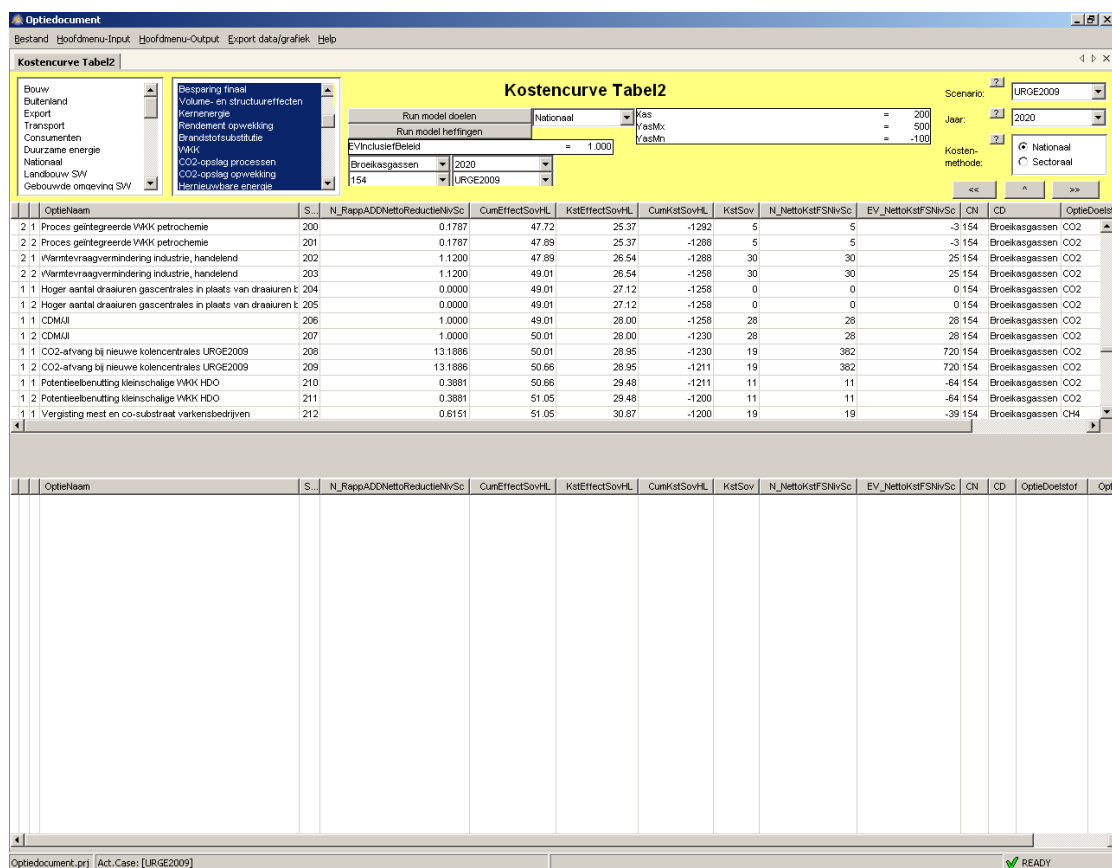 Optiedocument
Bestand Hoofdmenu-Input Hoofdmenu-Output Export data/grafiek Help
Kostencurve Tabel2
Bouw
Buitenland
Export
Transport
Consumenten
Duurzame energie
Nationaal
Landbouw SW
Gebouwde omgeving SW
Besparing finaal
Volume- en structuureffecten
Kernenergie
Rendement opwekking
Brandstofsubstitutie
WKK
CO2-opslag processen
CO2-opslag opwekking
Hernieuwbare energie
Kostencurve Tabel2
Run model doelen
Run model heffingen
Nationaal
EVInclusiefBeleid = 1.000
Broeikasgassen 2020
154 URGE2009
Xas = 200
YasMx = 500
YasMn = -100
Scenario: ? URGE2009
Jaar: ? 2020
Kosten-methode: ? Nationaal
Sectoraal
<< ^ >>
OptieNaam S... N_RappADDNettoReductieNivSc CumEffectSovHL KstEffectSovHL CumKstSovHL KstSov N_NettoKstFSNivSc EV_NettoKstFSNivSc CN CD OptieDoelst
2 1 Proces geïntegreerde WKK petrochemie 200 0.1787 47.72 25.37 -1292 5 5 -3 154 Broeikasgassen CO2
2 2 Proces geïntegreerde WKK petrochemie 201 0.1787 47.89 25.37 -1288 5 5 -3 154 Broeikasgassen CO2
2 1 Warmtevraagvermindering industrie, handelend 202 1.1200 47.89 26.54 -1288 30 30 25 154 Broeikasgassen CO2
2 2 Warmtevraagvermindering industrie, handelend 203 1.1200 49.01 26.54 -1258 30 30 25 154 Broeikasgassen CO2
1 1 Hoger aantal draaiuren gascentrales in plaats van draaiuren k 204 0.0000 49.01 27.12 -1258 0 0 0 154 Broeikasgassen CO2
1 2 Hoger aantal draaiuren gascentrales in plaats van draaiuren k 205 0.0000 49.01 27.12 -1258 0 0 0 154 Broeikasgassen CO2
1 1 CDM/JI 206 1.0000 49.01 28.00 -1258 28 28 28 154 Broeikasgassen CO2
1 2 CDM/JI 207 1.0000 50.01 28.00 -1230 28 28 28 154 Broeikasgassen CO2
1 1 CO2-afvang bij nieuwe kolencentrales URGE2009 208 13.1886 50.01 28.95 -1230 19 382 720 154 Broeikasgassen CO2
1 2 CO2-afvang bij nieuwe kolencentrales URGE2009 209 13.1886 50.66 28.95 -1211 19 382 720 154 Broeikasgassen CO2
1 1 Potentieelbenutting kleinschalige WKK HDO 210 0.3881 50.66 29.48 -1211 11 11 -64 154 Broeikasgassen CO2
1 2 Potentieelbenutting kleinschalige WKK HDO 211 0.3881 51.05 29.48 -1200 11 11 -64 154 Broeikasgassen CO2
1 1 Vergisting mest en co-substraat varkensbedrijven 212 0.6151 51.05 30.87 -1200 19 19 -39 154 Broeikasgassen CH4
OptieNaam S... N_RappADDNettoReductieNivSc CumEffectSovHL KstEffectSovHL CumKstSovHL KstSov N_NettoKstFSNivSc EV_NettoKstFSNivSc CN CD OptieDoelstof Opt
Optiedocument.prj Act.Case: [URGE2009] READY